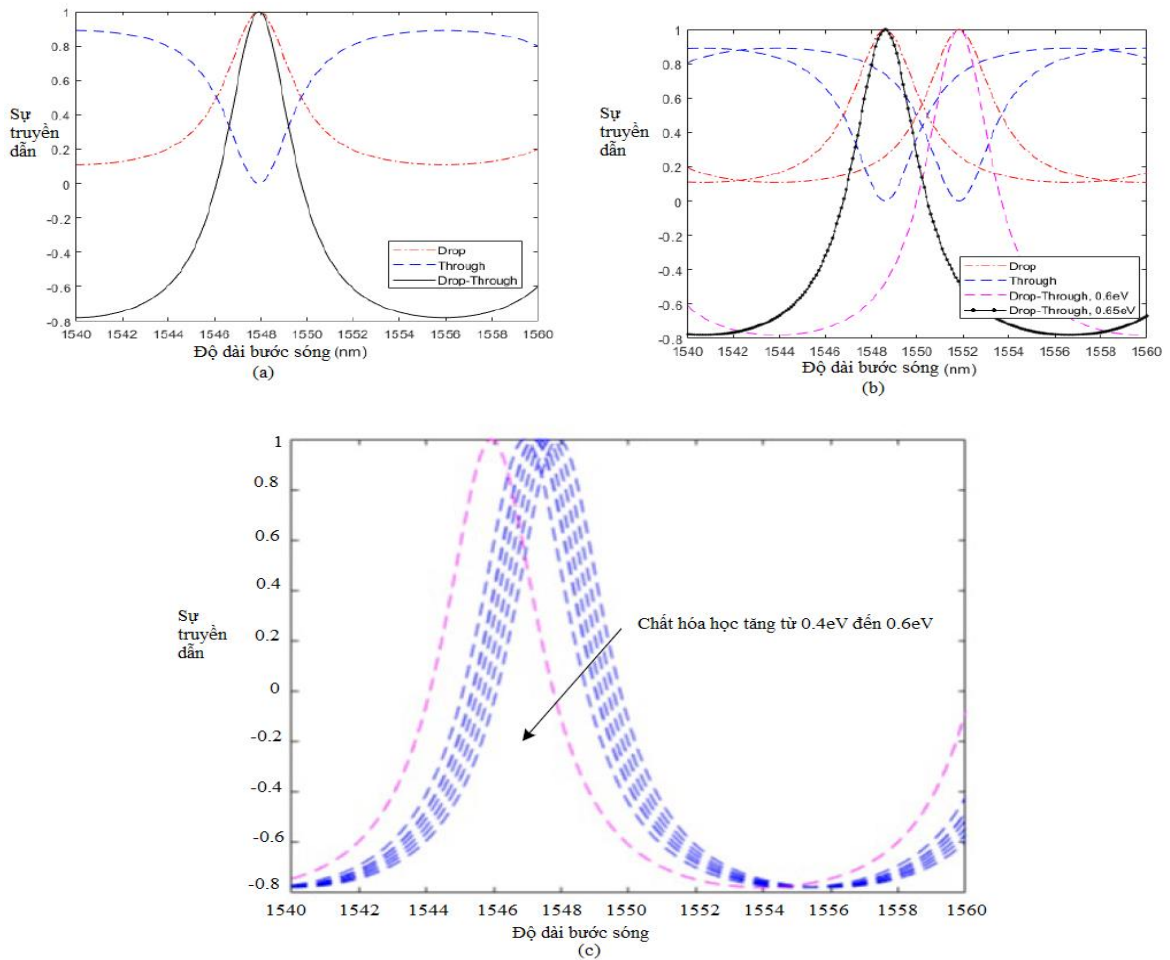 1
0.8
0.6
0.4
0.2
0
-0.2
-0.4
-0.6
-0.8
Sự
truyền
dẫn
Drop
Through
Drop-Through
1540 1542 1544 1546 1548 1550 1552 1554 1556 1558 1560
Độ dài bước sóng (nm)
(a)
1
0.8
0.6
0.4
0.2
0
-0.2
-0.4
-0.6
-0.8
Sự
truyền
dẫn
Drop
Through
Drop-Through, 0.6eV
Drop-Through, 0.65eV
1540 1542 1544 1546 1548 1550 1552 1554 1556 1558 1560
Độ dài bước sóng (nm)
(b)
1
0.8
0.6
0.4
0.2
0
-0.2
-0.4
-0.6
-0.8
Sự
truyền
dẫn
Chất hóa học tăng từ 0.4eV đến 0.6eV
1540 1542 1544 1546 1548 1550 1552 1554 1556 1558 1560
Độ dài bước sóng
(c)